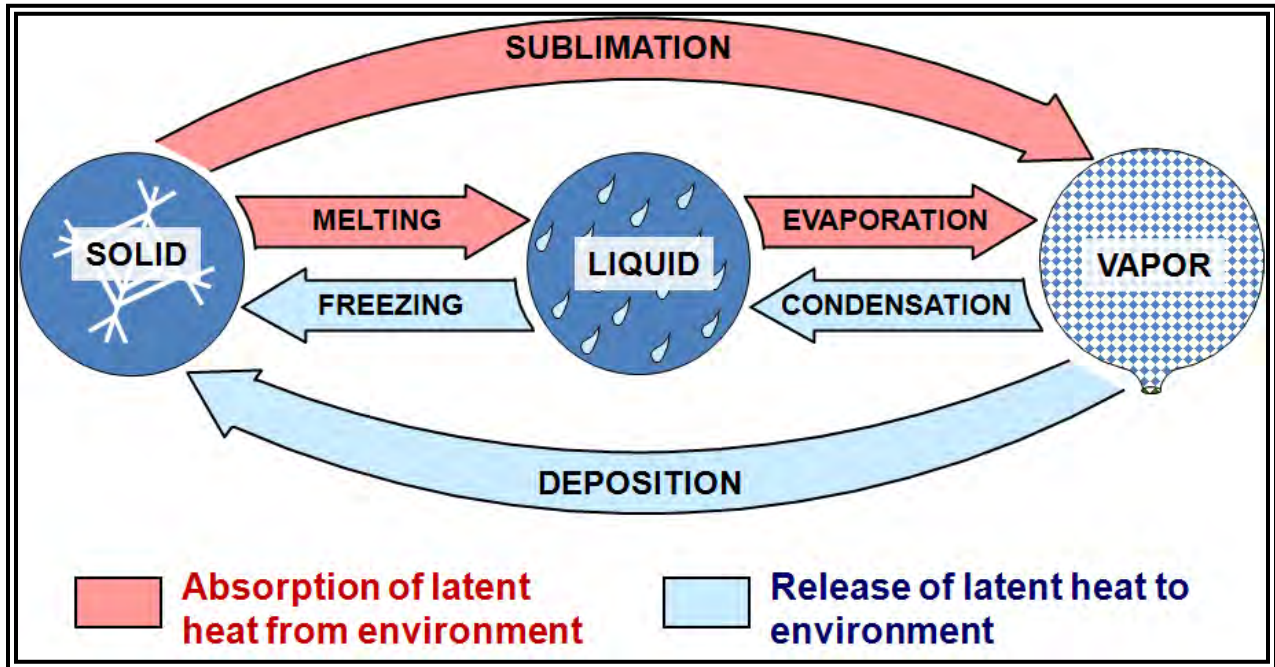 SUBLIMATION
MELTING
EVAPORATION
SOLID
LIQUID
VAPOR
FREEZING
CONDENSATION
DEPOSITION
Absorption of latent
heat from environment
Release of latent heat to
environment